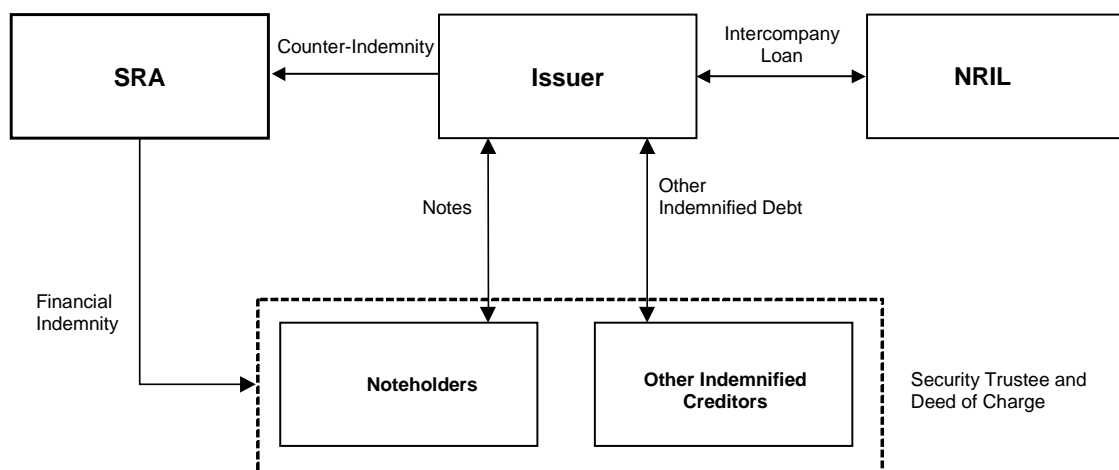 Counter-Indemnity
Intercompany
Loan
SRA
Issuer
NRIL
Notes
Other
Indemnified Debt
Financial
Indemnity
Noteholders
Other Indemnified
Creditors
Security Trustee and
Deed of Charge